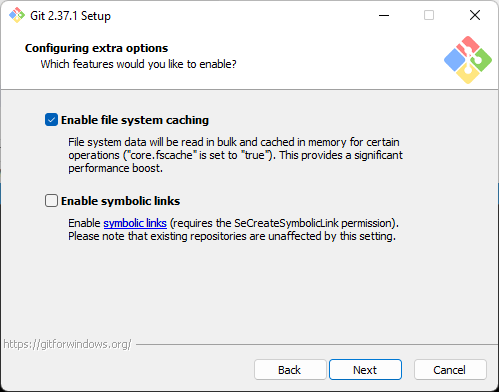 Git 2.37.1 Setup
Configuring extra options
Which features would you like to enable?
Enable file system caching
File system data will be read in bulk and cached in memory for certain
operations ("core.fscache" is set to "true"). This provides a significant
performance boost.
Enable symbolic links
Enable symbolic links (requires the SeCreateSymbolicLink permission).
Please note that existing repositories are unaffected by this setting.
https://gitforwindows.org/
Back
Next
Cancel